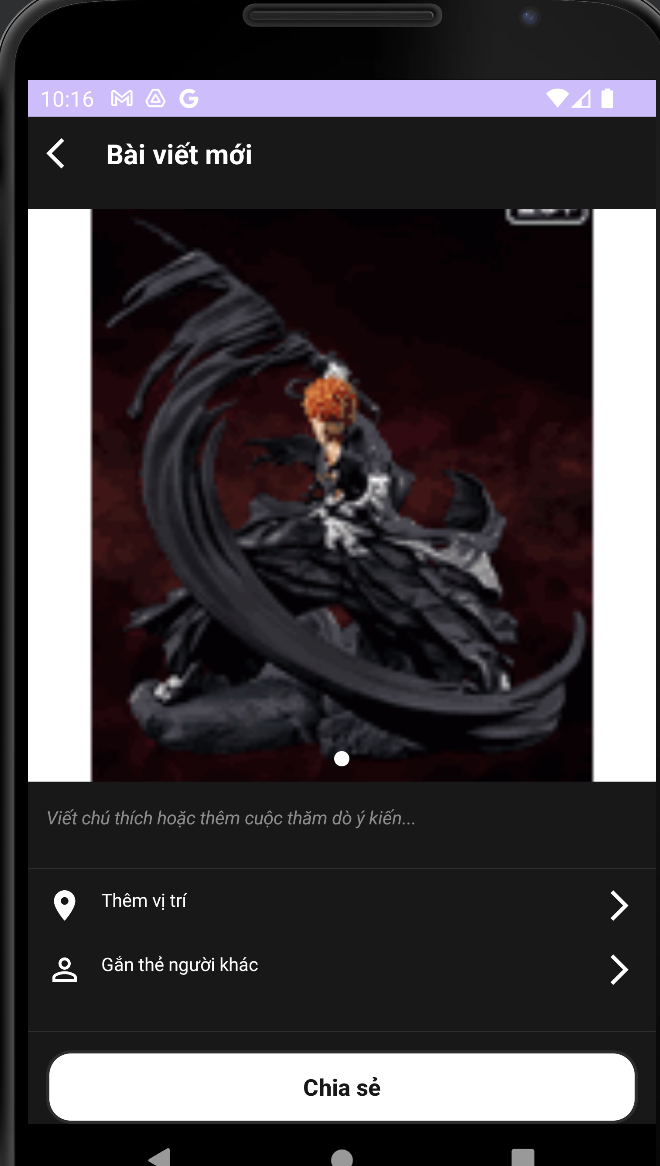 10:16
Bài viết mới
Viết chú thích hoặc thêm cuộc thăm dò ý kiến...
Thêm vị trí
Gắn thẻ người khác
Chia sẻ